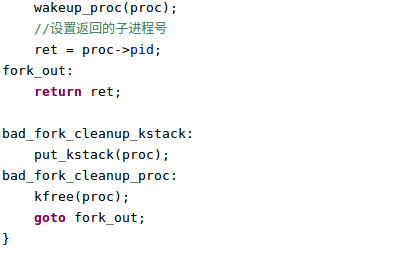 wakeup_proc(proc);
//设置返回的子进程号
ret = proc->pid;
fork_out:
return ret;
bad_fork_cleanup_kstack:
put_kstack(proc);
bad_fork_cleanup_proc:
kfree(proc);
goto fork_out;
}